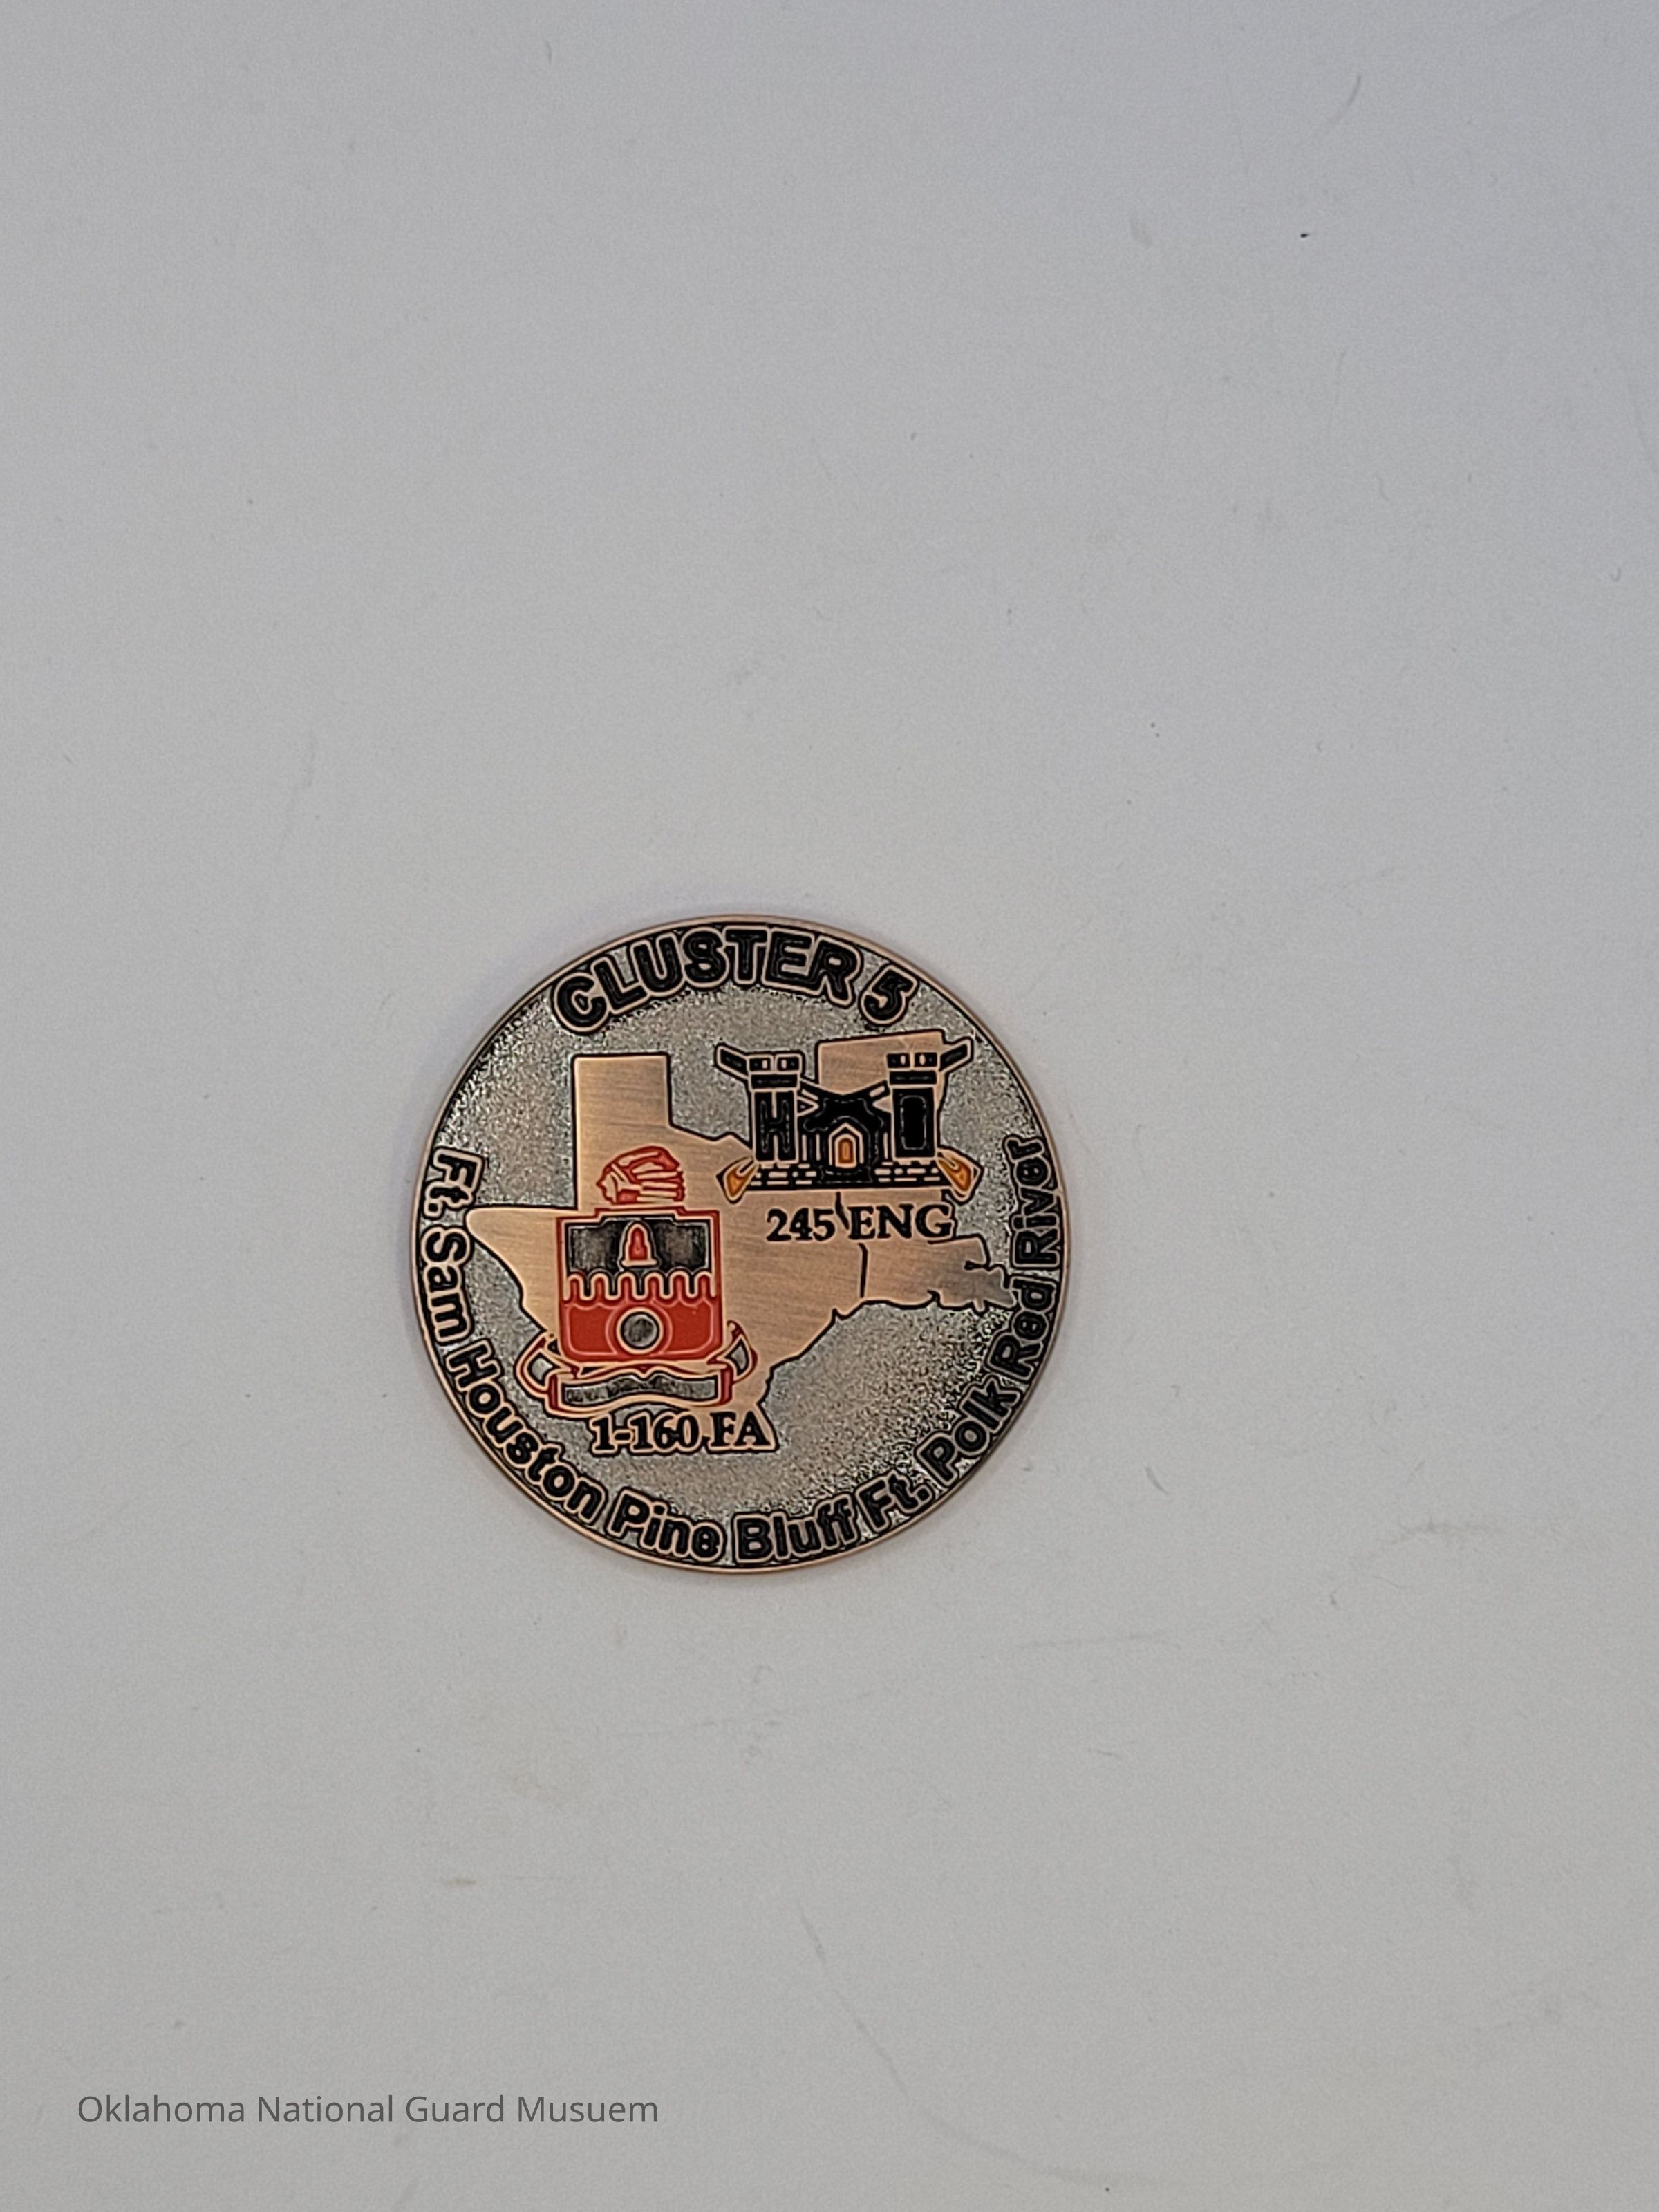 CLUSTER 5
245 ENG
1-160 FA
Ft. Sam Houston Pine Bluff Ft. Polk Red River
Oklahoma National Guard Musuem